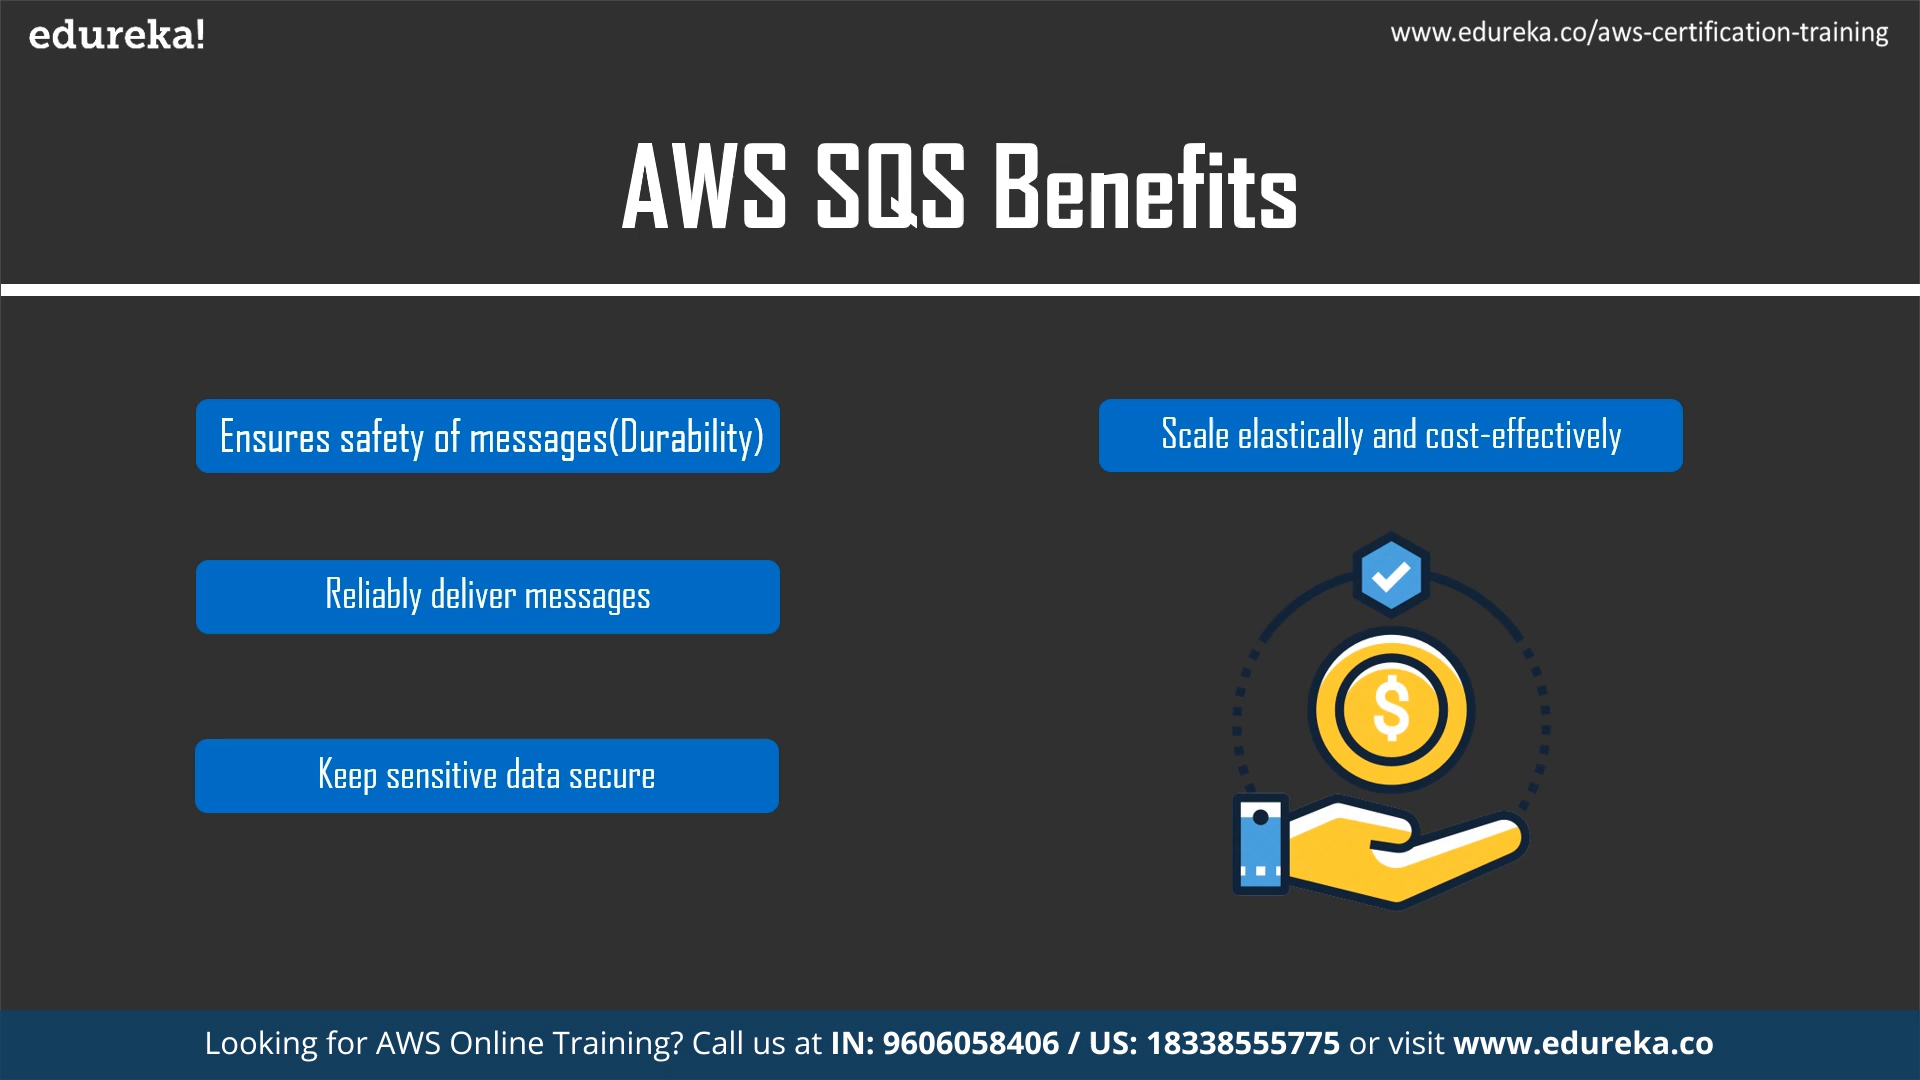 edureka!
www.edureka.co/aws-certification-training
AWS SQS Benefits
Ensures safety of messages(Durability)
Scale elastically and cost-effectively
Reliably deliver messages
$
Keep sensitive data secure
Looking for AWS Online Training? Call us at IN: 9606058406 / US: 18338555775 or visit www.edureka.co